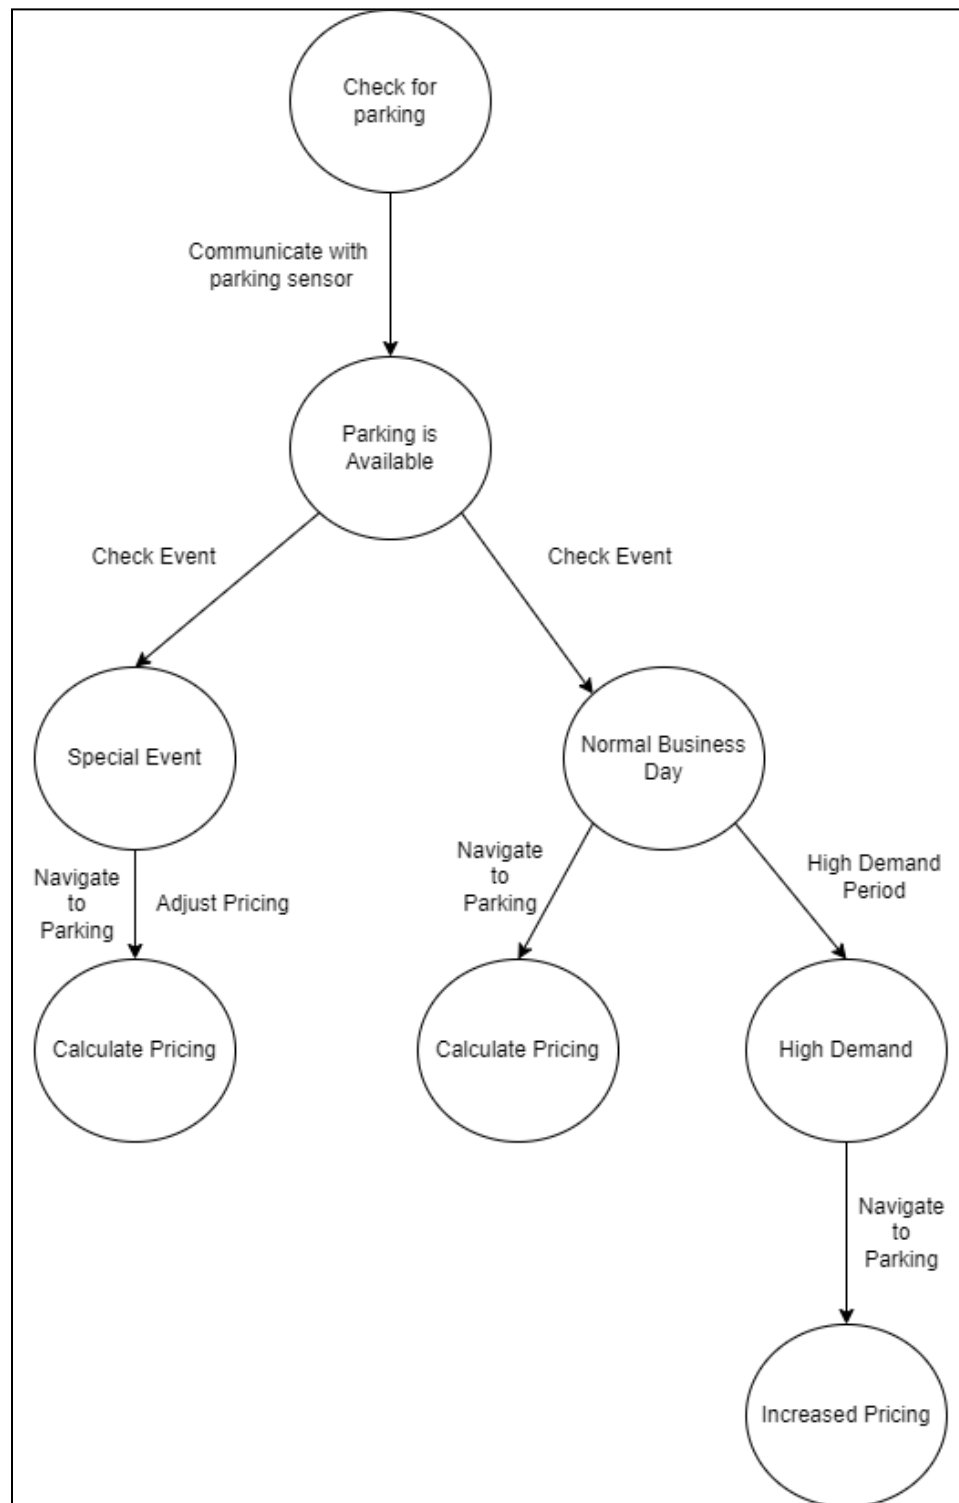 Check for
parking
Communicate with
parking sensor
Parking is
Available
Check Event
Check Event
Special Event
Normal Business
Day
Navigate
to
Parking
Adjust Pricing
Navigate
to
Parking
High Demand
Period
Calculate Pricing
Calculate Pricing
High Demand
Navigate
to
Parking
Increased Pricing